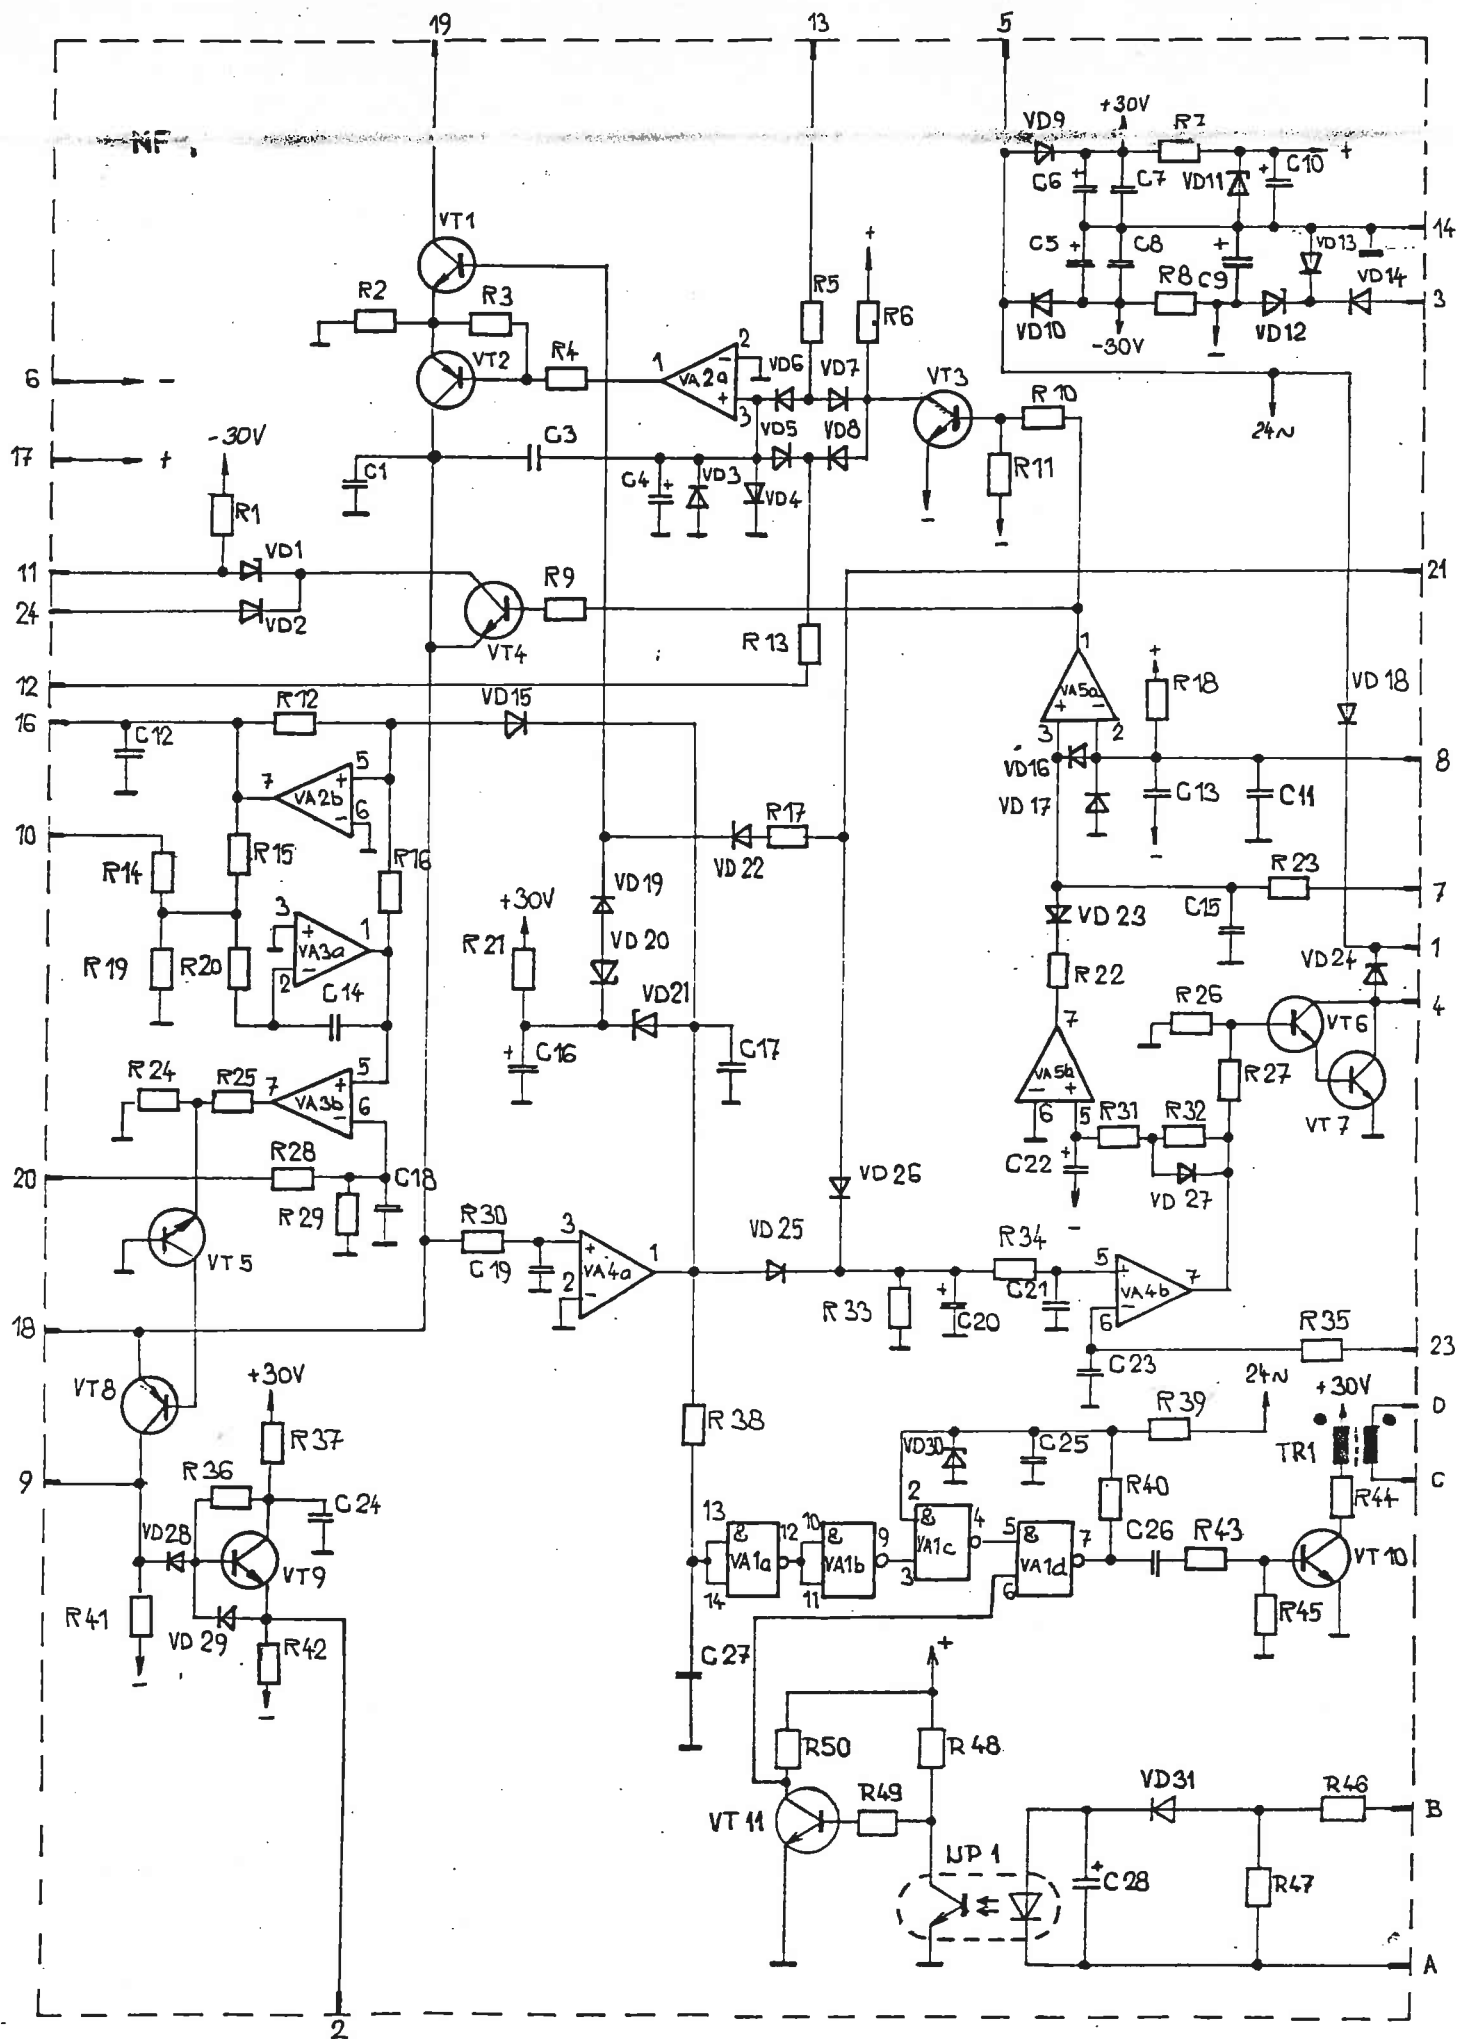 19 13 5
NF.
+30V
VD9 R7 +
C6 + C7 VD11 + C10
VT1 14
C5 + C8 + VD13
R2 R3 R5 R6 + R8 C9 VD14
3
VD10 -30V - VD12
VT2 R4 1 VA2a 2 - + 3 VD6 VD7 VT3 R10
6 -
-30V C3 VD5 VD8 24~
17 + C1 C4 + VD3 VD4 R11
R1 - -
11 VD1 R9 21
24 VD2
VT4 R13 1
12 VA5a + - + R18 VD18
16 R12 VD15 3 2
C12 VD16 8
7 VA2b + 5 - 6 VD17 C13 C11
10 R17 -
R14 R15 R16 VD22 R23
VD19 7
+30V C15
3 + VA3a 1 - 2 R21 VD20 VD23
R19 R20 VD24 1
C14 VD21 R22 R26 4
+ C16 C17 7 VT6
R24 R25 7 VA3b + 5 - 6 VA5b - + R27
6 5 R31 R32 VT7
20 R28 C18 C22 + VD26
R29 VD27
R30 3 VD25 - R34
VT5 C19 + VA4a 1 5 + VA4b 7
2 - + C21 - 6
18 R33 C20 R35
C23 23
VT8 +30V 24~ +30V
R37 R38 R39 D
VD30 C25 TR1
9 R36 C
C24 2 R40 R44
VD28 13 & 12 10 & 9 & 4 5 & 7 C26 R43
VT9 VA1a VA1b VA1c VA1d VT10
R41 14 11 3 6
VD29 R42 R45
- C27 +
-
R50 R48
VD31 R46
VT11 R49 B
UP1
+ C28 R47
A
2